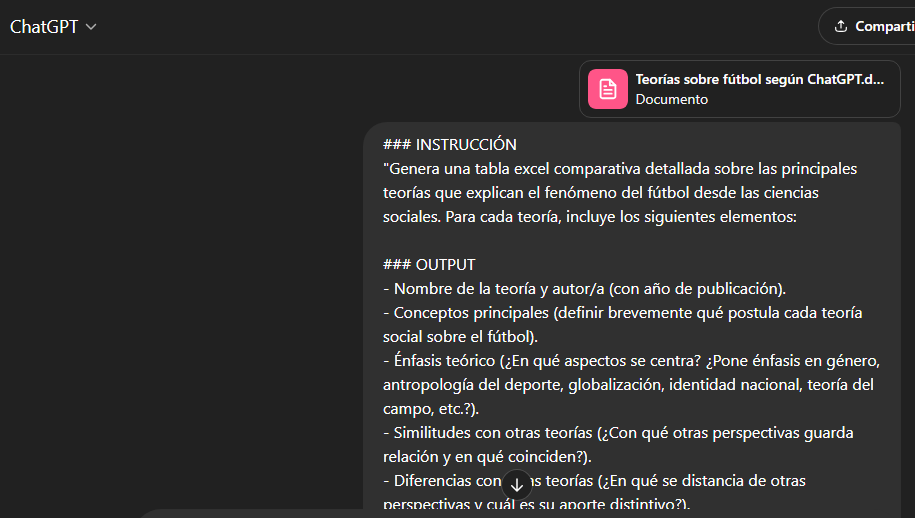 ChatGPT
Comparti
Teorías sobre fútbol según ChatGPT.d...
Documento
### INSTRUCCIÓN
"Genera una tabla excel comparativa detallada sobre las principales
teorías que explican el fenómeno del fútbol desde las ciencias
sociales. Para cada teoría, incluye los siguientes elementos:
### OUTPUT
- Nombre de la teoría y autor/a (con año de publicación).
- Conceptos principales (definir brevemente qué postula cada teoría
social sobre el fútbol).
- Énfasis teórico (¿En qué aspectos se centra? ¿Pone énfasis en género,
antropología del deporte, globalización, identidad nacional, teoría del
campo, etc.?).
- Similitudes con otras teorías (¿Con qué otras perspectivas guarda
relación y en qué coinciden?).
- Diferencias con teorías (¿En qué se distancia de otras
perspectivas y cuál es su aporte distintivo?).